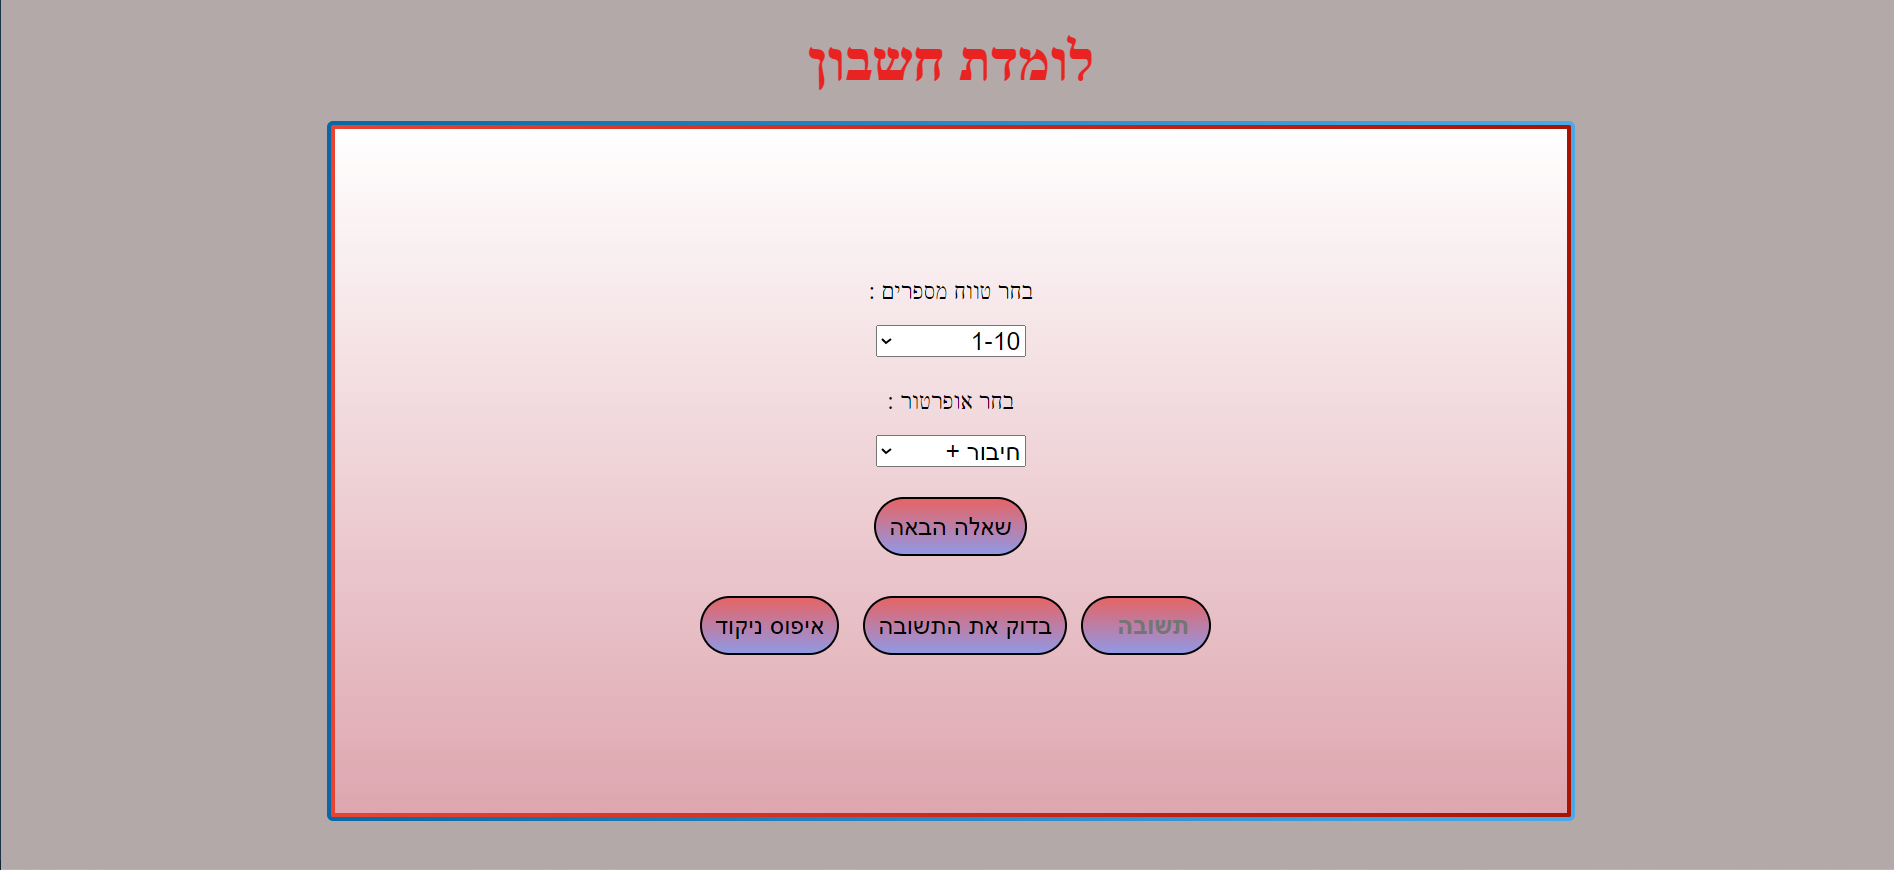 לומדת חשבון
בחר טווח מספרים :
1-10
בחר אופרטור :
חיבור +
שאלה הבאה
תשובה בדוק את התשובה איפוס ניקוד